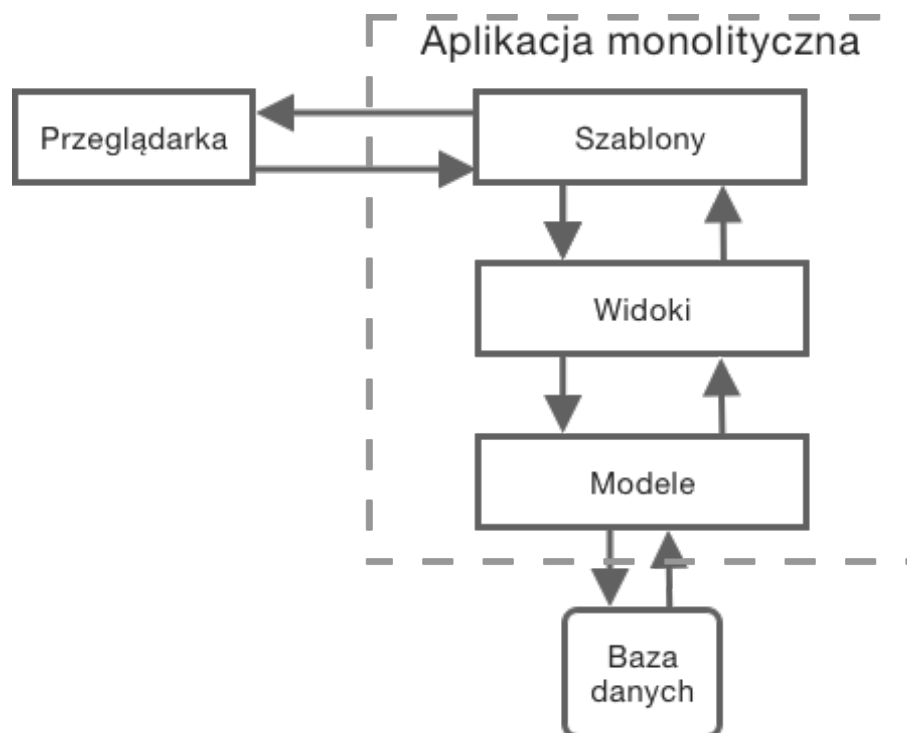 Aplikacja monolityczna
Przeglądarka
Szablony
Widoki
Modele
Baza
danych